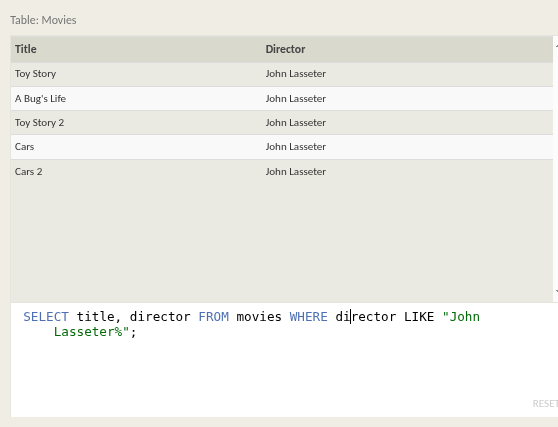 Table: Movies
Title Director
Toy Story John Lasseter
A Bug's Life John Lasseter
Toy Story 2 John Lasseter
Cars John Lasseter
Cars 2 John Lasseter
SELECT title, director FROM movies WHERE director LIKE "John
Lasseter%";
RESET